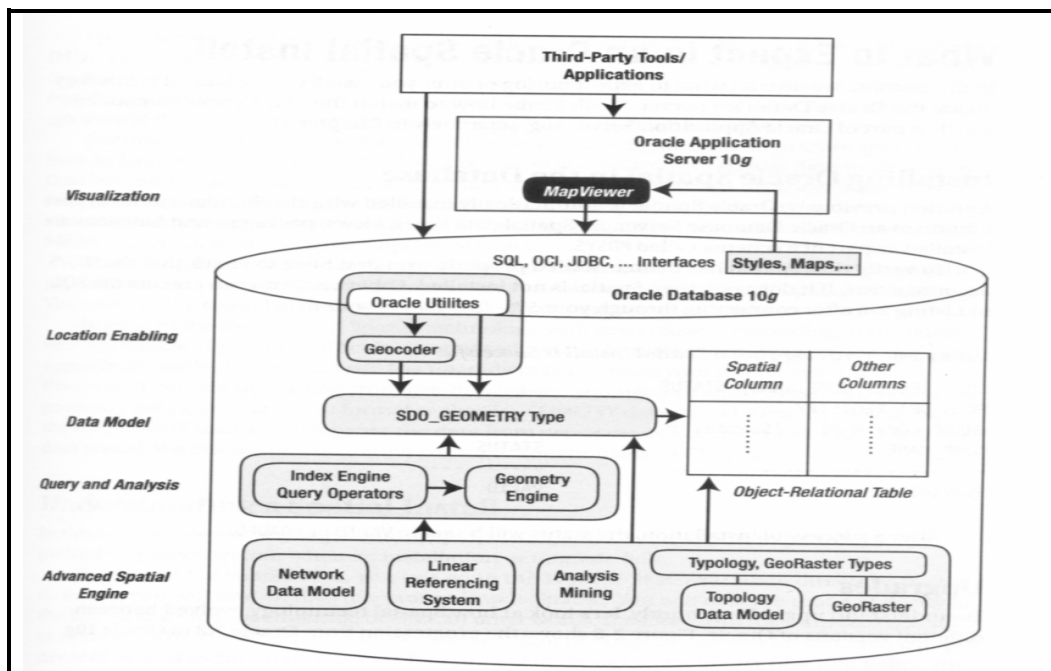 Third-Party Tools/
Applications
Oracle Application
Server 10g
Visualization
MapViewer
SQL, OCI, JDBC, ... Interfaces
Styles, Maps,...
Oracle Utilites
Oracle Database 10g
Location Enabling
Geocoder
Spatial
Column
Other
Columns
Data Model
SDO_GEOMETRY Type
Query and Analysis
Index Engine
Query Operators
Geometry
Engine
Object-Relational Table
Advanced Spatial
Engine
Network
Data Model
Linear
Referencing
System
Analysis
Mining
Typology, GeoRaster Types
Topology
Data Model
GeoRaster